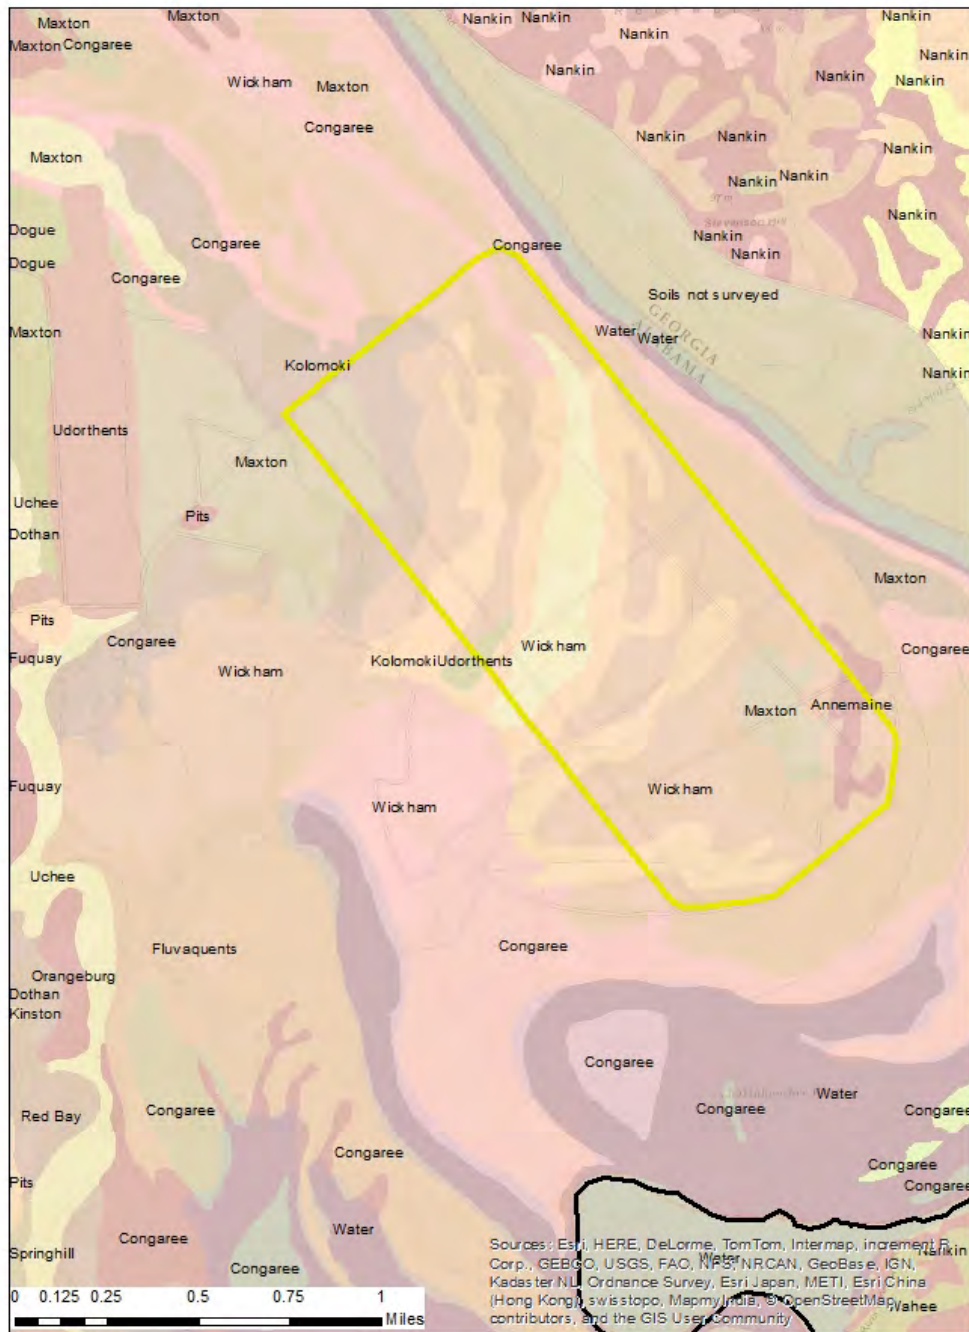 Maxton
Maxton
Nankin
Nankin
Nankin
Maxton
Congaree
Nankin
Nankin
Nankin
Wickham
Maxton
Nankin
Nankin
Nankin
Congaree
Nankin
Nankin
Nankin
Maxton
Nankin
Nankin
Nankin
Dogue
Congaree
Congaree
Nankin
Nankin
Dogue
Congaree
Soils not surveyed
GEORGIA
ALABAMA
Maxton
Water
Water
Nankin
Kolomoki
Nankin
Udorthents
Maxton
Uchee
Pits
Dothan
Maxton
Pits
Congaree
Wickham
Congaree
Fuquay
Wickham
Kolomoki
Udorthents
Maxton
Annemaine
Fuquay
Wickham
Wickham
Uchee
Fluvaquents
Congaree
Orangeburg
Dothan
Kinston
Congaree
Water
Red Bay
Congaree
Congaree
Congaree
Congaree
Congaree
Pits
Congaree
Water
Congaree
Springhill
Congaree
Water
Nankin
Wahee
Sources: Esri, HERE, DeLorme, TomTom, Intermap, increment P
Corp., GEBCO, USGS, FAO, NPS, NRCAN, GeoBase, IGN,
Kadaster NL, Ordnance Survey, Esri Japan, METI, Esri China
(Hong Kong), swisstopo, MapmyIndia, © OpenStreetMap
contributors, and the GIS User Community
0 0.125 0.25 0.5 0.75 1
Miles